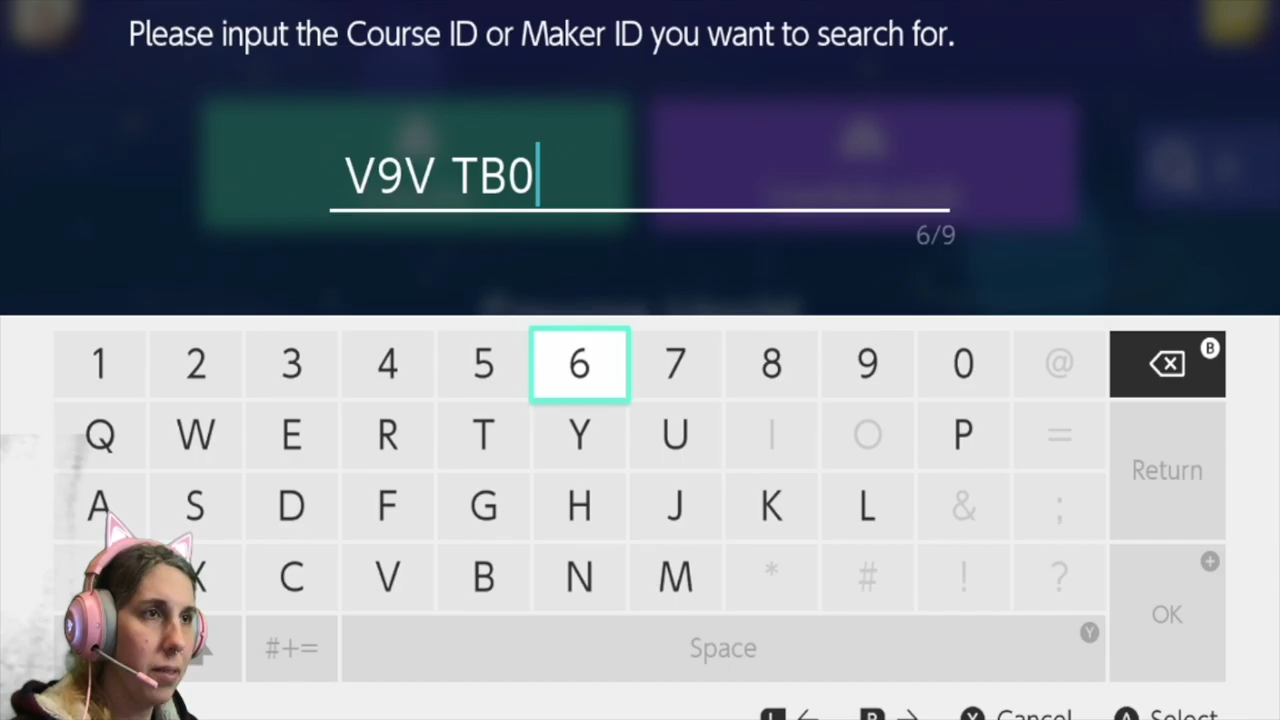 Please input the Course ID or Maker ID you want to search for.
V9V TB0
6/9
1 2 3 4 5 6 7 8 9 0 @ B
Q W E R T Y U I O P = Return
A S D F G H J K L & ;
X C V B N M * # ! ? + OK
#+= Space Y
L R X Cancel A Select